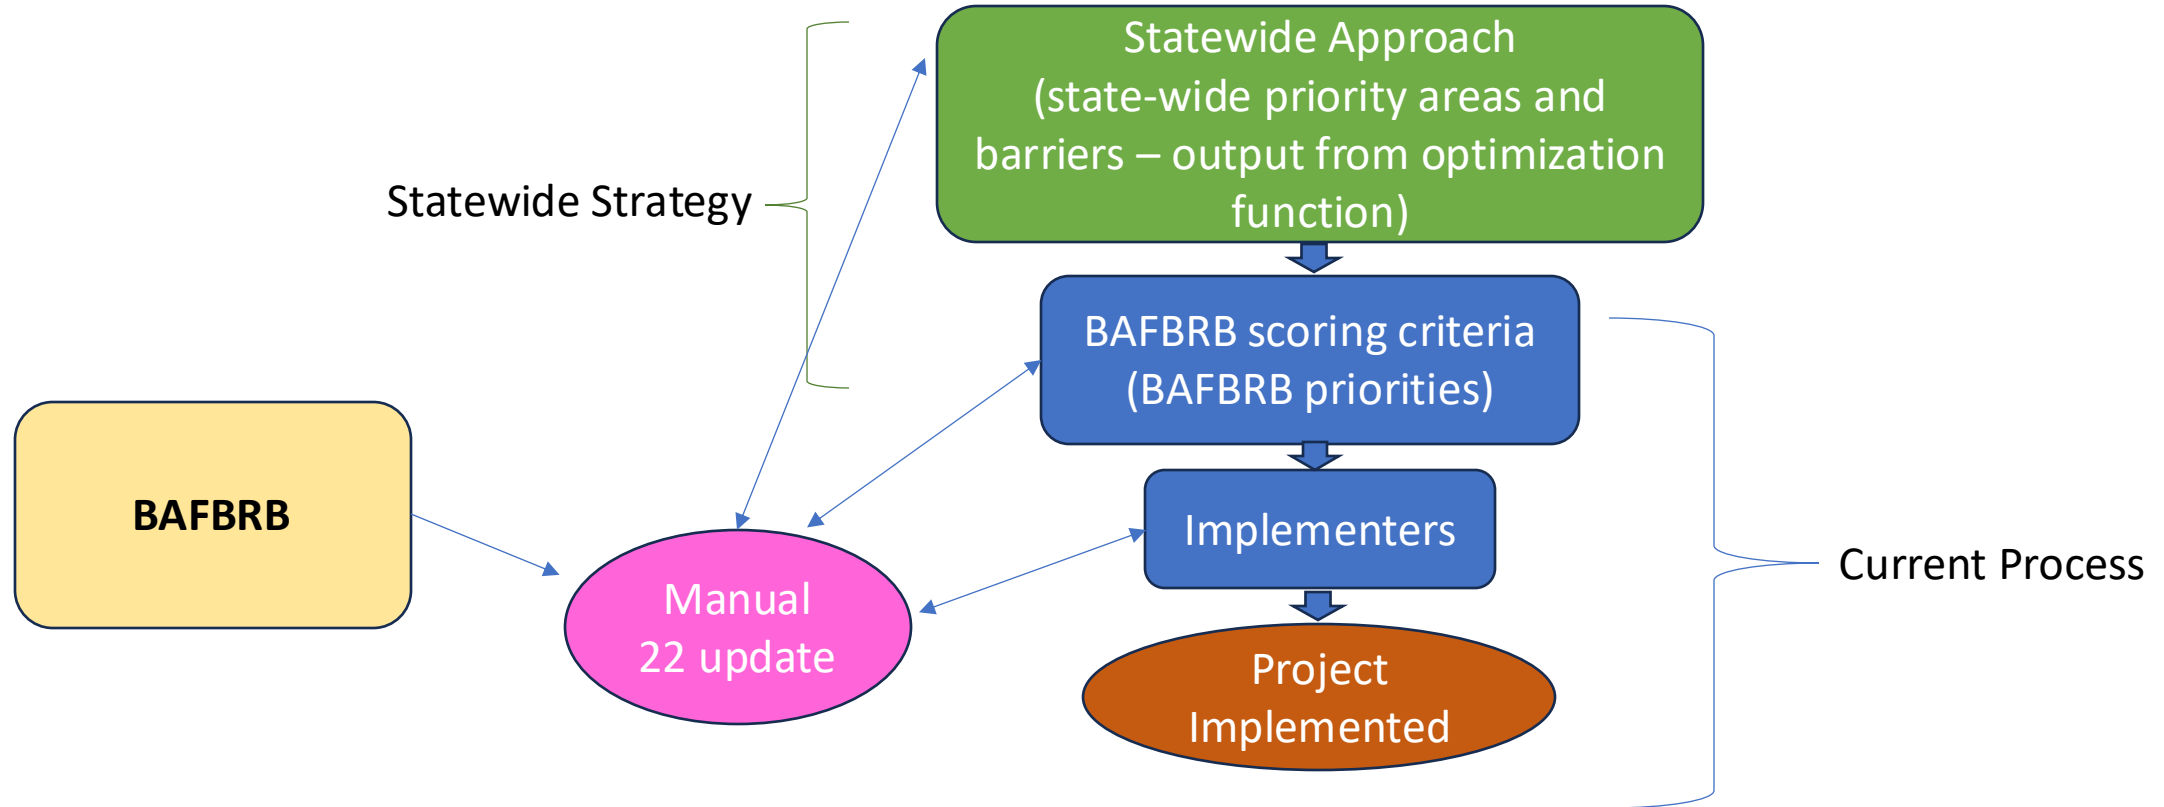 Statewide Approach
(state-wide priority areas and
barriers – output from optimization
function)
Statewide Strategy
BAFBRB scoring criteria
(BAFBRB priorities)
BAFBRB
Implementers
Current Process
Manual
22 update
Project
Implemented